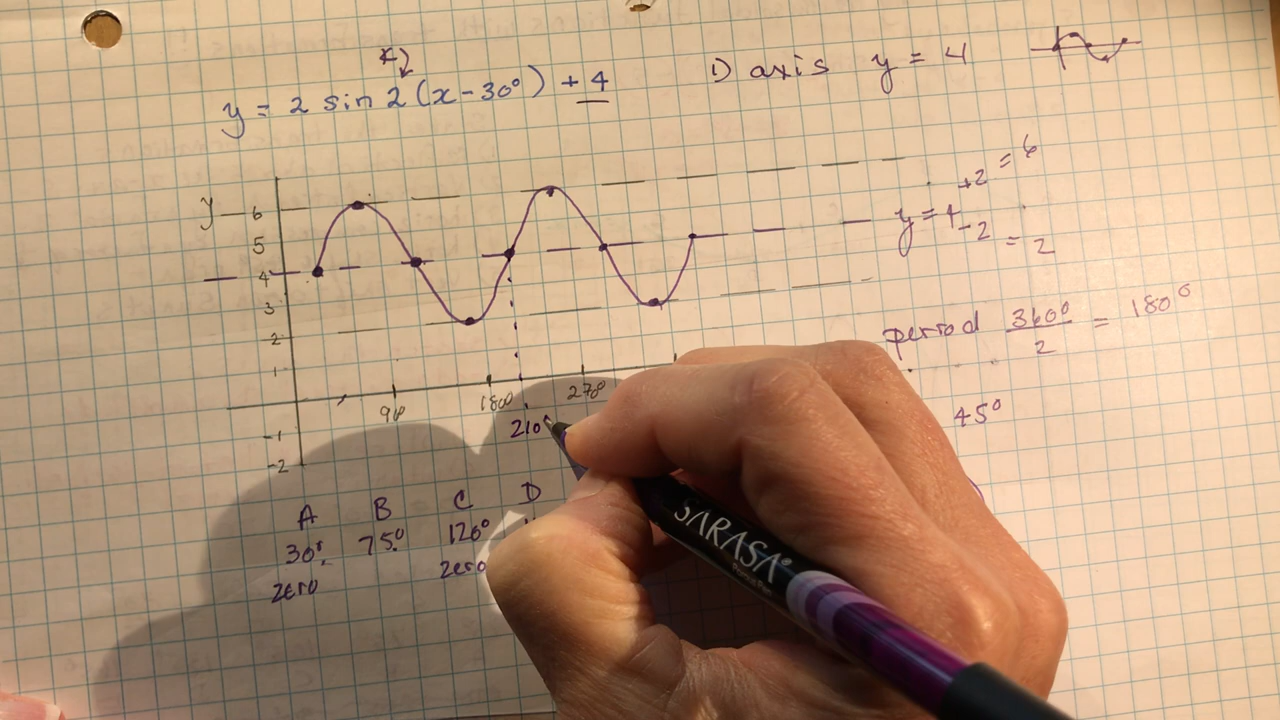 k
y = 2 sin 2 (x - 30°) + 4
1) axis y = 4
y
6
5
4
3
2
1
-1
-2
90
180
270
210°
+2 = 6
y = 4
-2 = 2
period 360°/2 = 180°
45°
A B C D
30° 75° 120°
zero zero
SARASA®